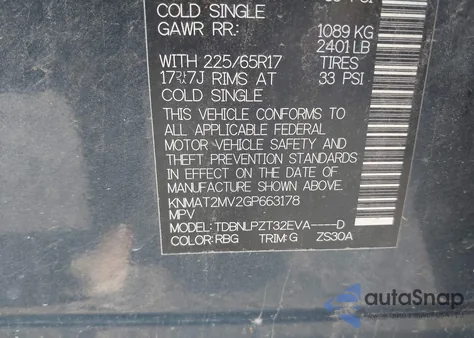 COLD SINGLE
GAWR RR: 1089 KG
2401 LB
WITH 225/65R17 TIRES
17x7J RIMS AT 33 PSI
COLD SINGLE
THIS VEHICLE CONFORMS TO
ALL APPLICABLE FEDERAL
MOTOR VEHICLE SAFETY AND
THEFT PREVENTION STANDARDS
IN EFFECT ON THE DATE OF
MANUFACTURE SHOWN ABOVE.
KNMAT2MV2GP663178
MPV
MODEL: TDBNLPZT32EVA----D
COLOR:RBG TRIM:G ZS30A
autoSnap